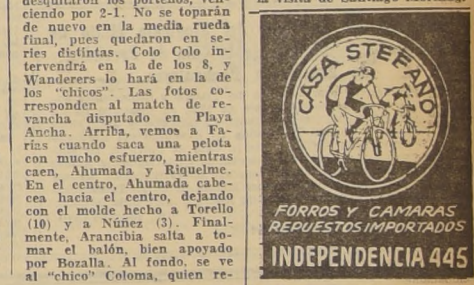 desquitaron los porteños, ven-
ciendo por 2-1. No se toparán
de nuevo en la media rueda
final, pues quedaron en se-
ries distintas. Colo Colo in-
tervendrá en la de los 8, y
Wanderers lo hará en la de
los "chicos". Las fotos co-
rresponden al match de re-
vancha disputado en Playa
Ancha. Arriba, vemos a Fa-
rías cuando saca una pelota
con mucho esfuerzo, mientras
caen, Ahumada y Riquelme.
En el centro, Ahumada cabe-
cea hacia el centro, dejando
con el molde hecho a Torello
(10) y a Núñez (3). Final-
mente, Arancibia salta a to-
mar el balón, bien apoyado
por Bozalla. Al fondo, se ve
al "chico" Coloma, quien re-
la visita de Santiago
CASA STEFANO
FORROS Y CAMARAS
REPUESTOS IMPORTADOS
INDEPENDENCIA 445